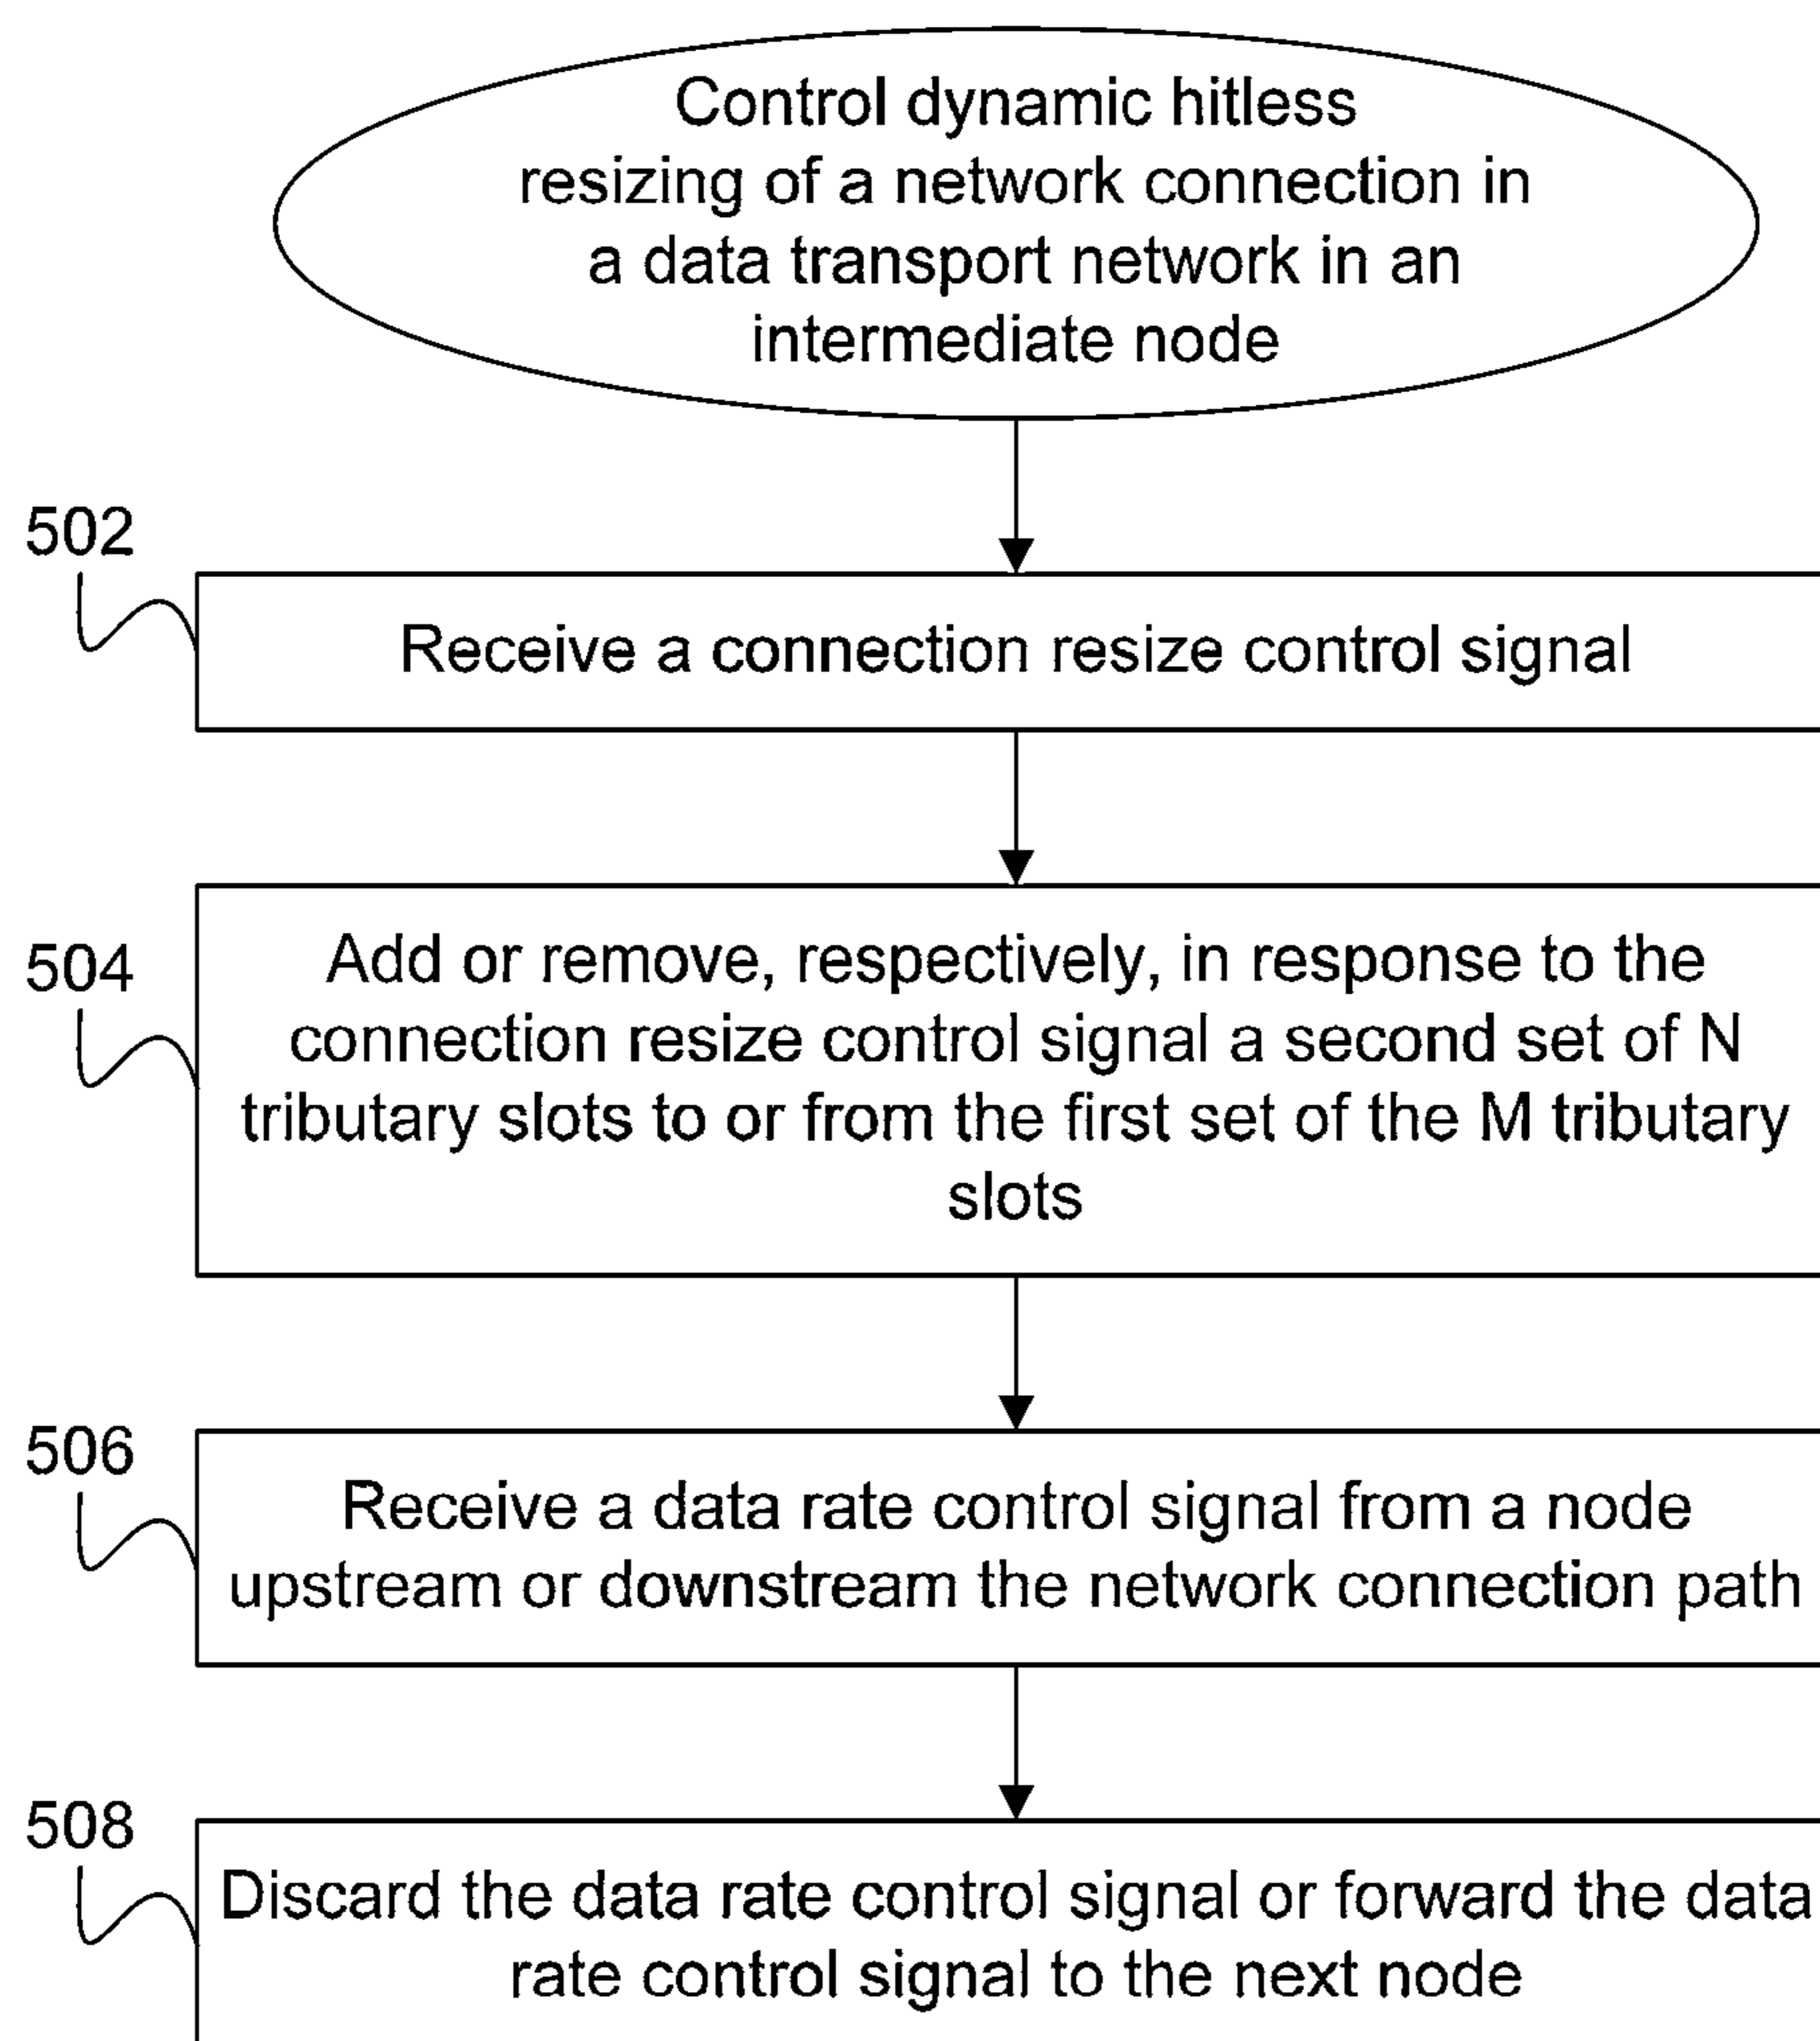 Control dynamic hitless
resizing of a network connection in
a data transport network in an
intermediate node
502
Receive a connection resize control signal
504
Add or remove, respectively, in response to the
connection resize control signal a second set of N
tributary slots to or from the first set of the M tributary
slots
506
Receive a data rate control signal from a node
upstream or downstream the network connection path
508
Discard the data rate control signal or forward the data
rate control signal to the next node